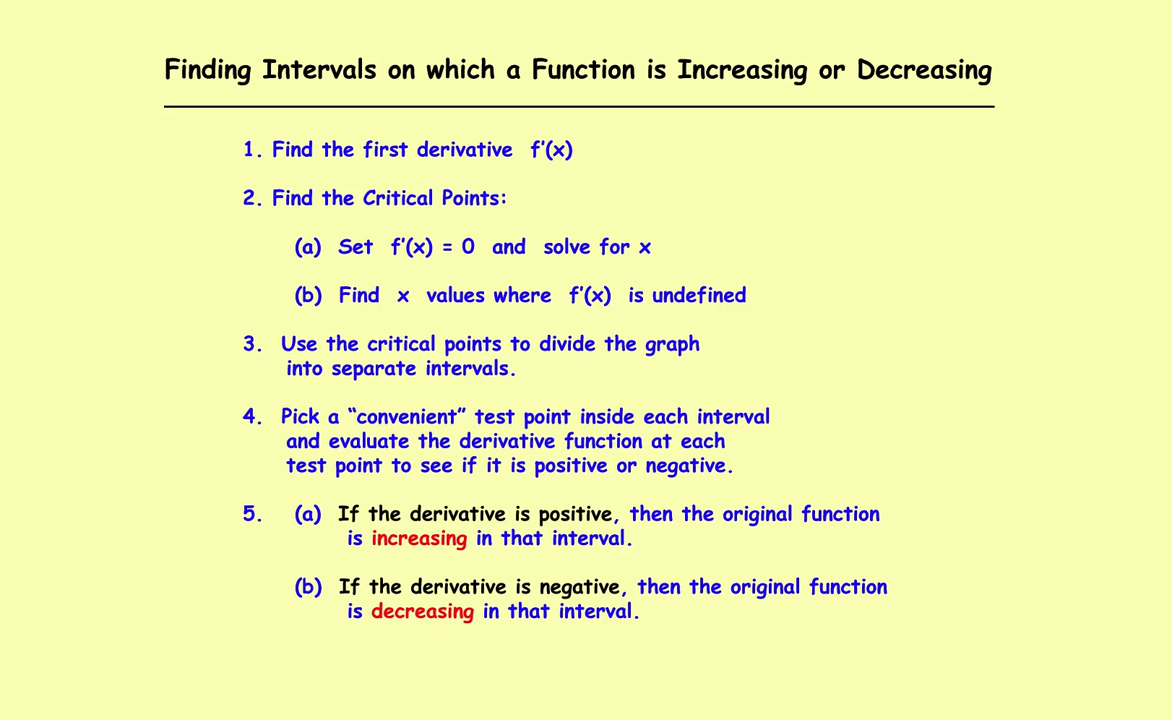 Finding Intervals on which a Function is Increasing or Decreasing
1. Find the first derivative f'(x)
2. Find the Critical Points:
(a) Set f'(x) = 0 and solve for x
(b) Find x values where f'(x) is undefined
3. Use the critical points to divide the graph
into separate intervals.
4. Pick a “convenient” test point inside each interval
and evaluate the derivative function at each
test point to see if it is positive or negative.
5. (a) If the derivative is positive, then the original function
is increasing in that interval.
(b) If the derivative is negative, then the original function
is decreasing in that interval.